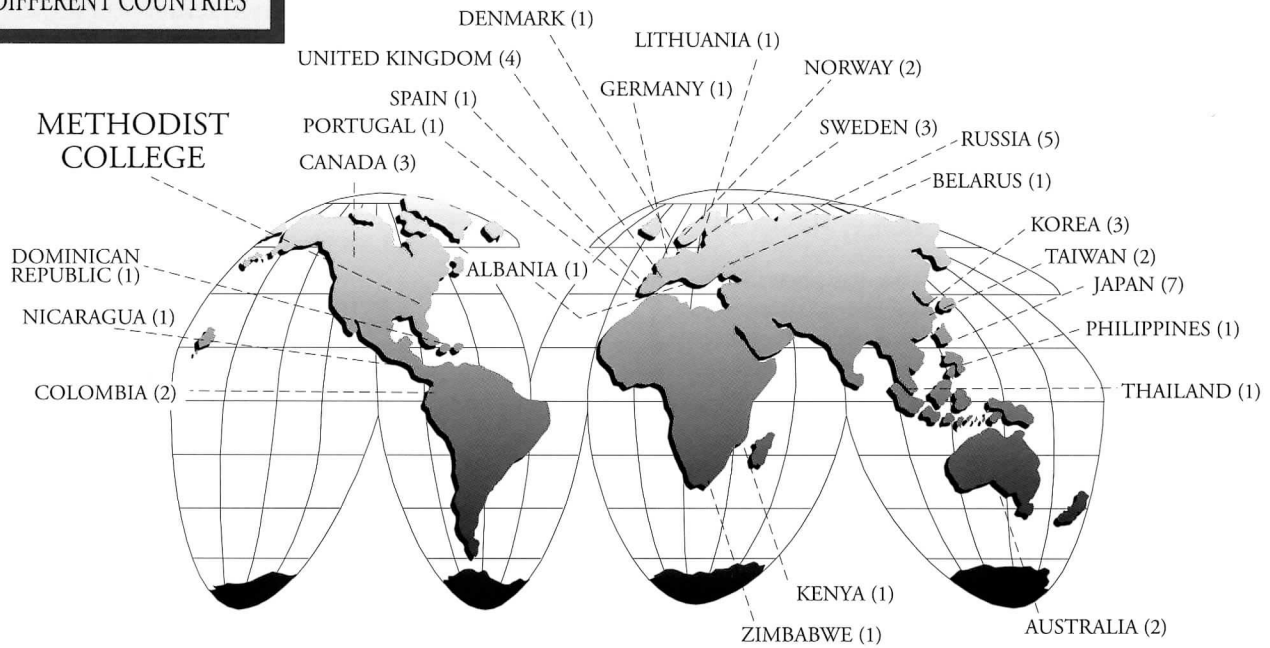 DIFFERENT COUNTRIES
DENMARK (1)
LITHUANIA (1)
UNITED KINGDOM (4)
NORWAY (2)
GERMANY (1)
SPAIN (1)
METHODIST
COLLEGE
PORTUGAL (1)
SWEDEN (3)
RUSSIA (5)
CANADA (3)
BELARUS (1)
KOREA (3)
DOMINICAN
REPUBLIC (1)
ALBANIA (1)
TAIWAN (2)
JAPAN (7)
NICARAGUA (1)
PHILIPPINES (1)
COLOMBIA (2)
THAILAND (1)
KENYA (1)
ZIMBABWE (1)
AUSTRALIA (2)